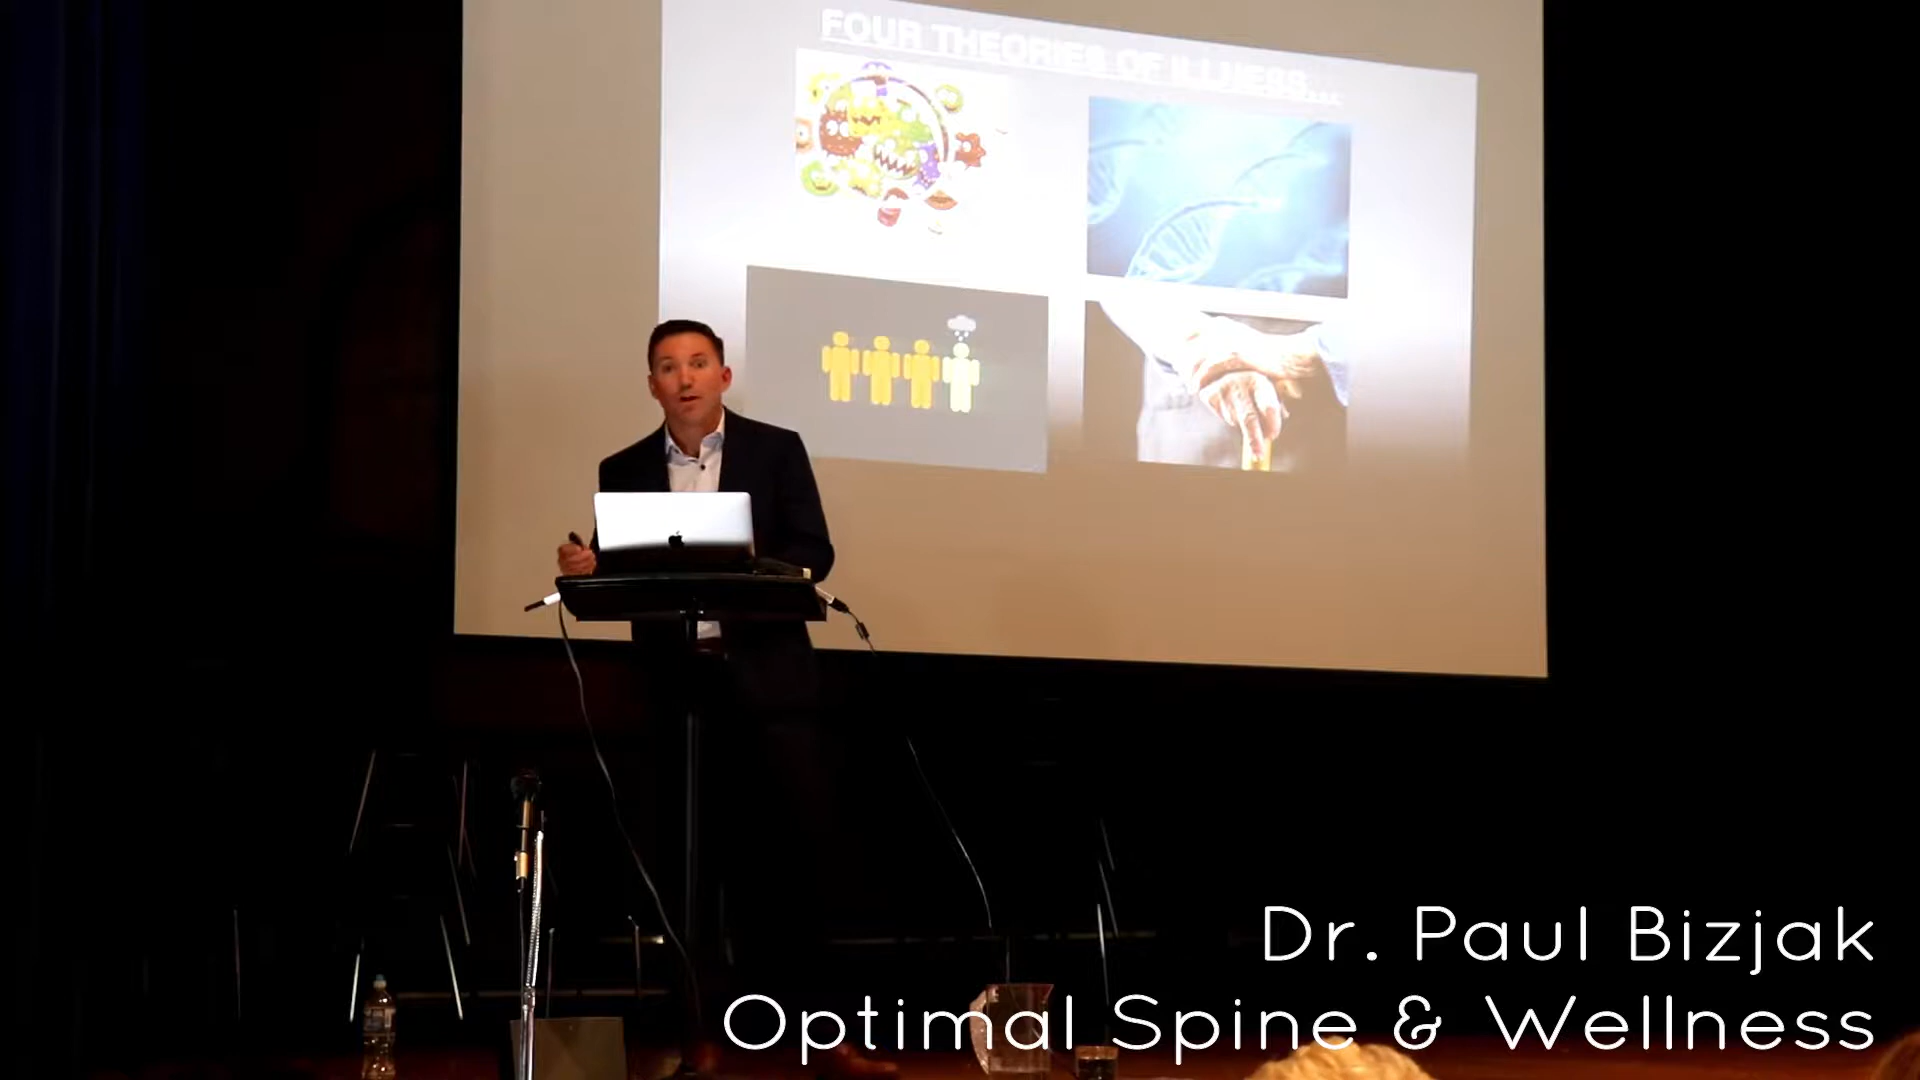 FOUR THEORIES OF ILLNESS...
Dr. Paul Bizjak
Optimal Spine & Wellness